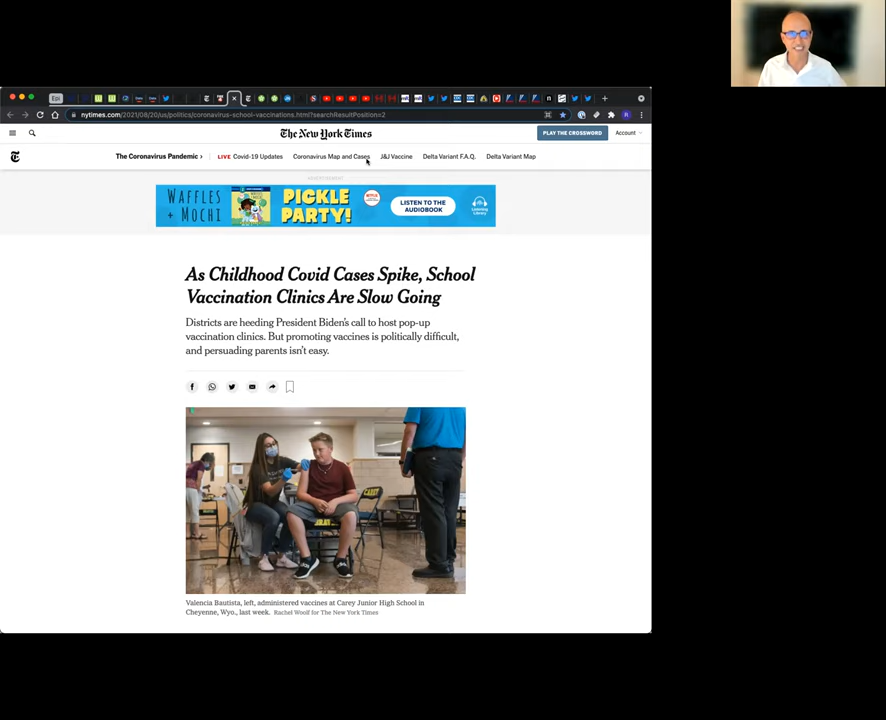 Epi
nytimes.com/2021/08/20/us/politics/coronavirus-school-vaccinations.html?searchResultPosition=2
The New York Times
PLAY THE CROSSWORD
Account
The Coronavirus Pandemic ›
LIVE Covid-19 Updates
Coronavirus Map and Cases
J&J Vaccine
Delta Variant F.A.Q.
Delta Variant Map
ADVERTISEMENT
WAFFLES
+ MOCHI
PICKLE
PARTY!
LISTEN TO THE
AUDIOBOOK
As Childhood Covid Cases Spike, School
Vaccination Clinics Are Slow Going
Districts are heeding President Biden's call to host pop-up
vaccination clinics. But promoting vaccines is politically difficult,
and persuading parents isn't easy.
CAREY
Valencia Bautista, left, administered vaccines at Carey Junior High School in
Cheyenne, Wyo., last week. Rachel Woolf for The New York Times